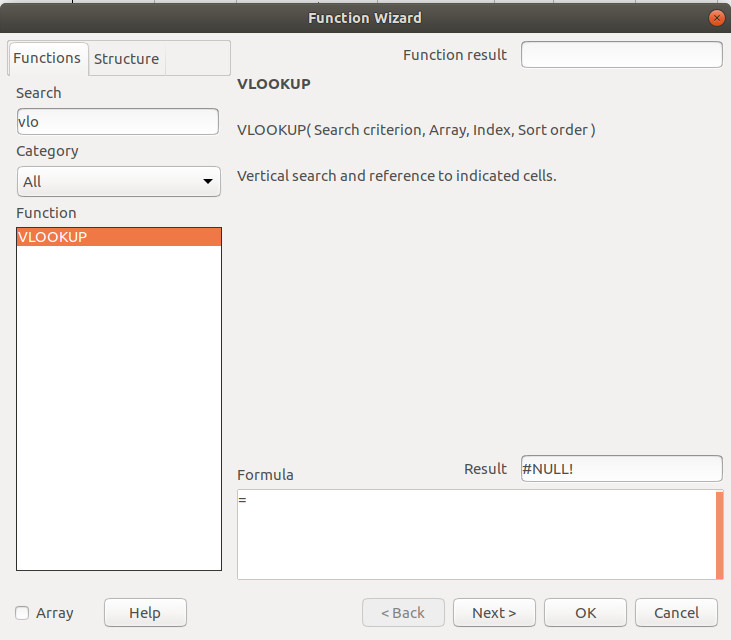 Function Wizard
Functions
Structure
Function result
Search
vlo
Category
All
Function
VLOOKUP
VLOOKUP
VLOOKUP( Search criterion, Array, Index, Sort order )
Vertical search and reference to indicated cells.
Formula
Result
#NULL!
=
Array
Help
< Back
Next >
OK
Cancel